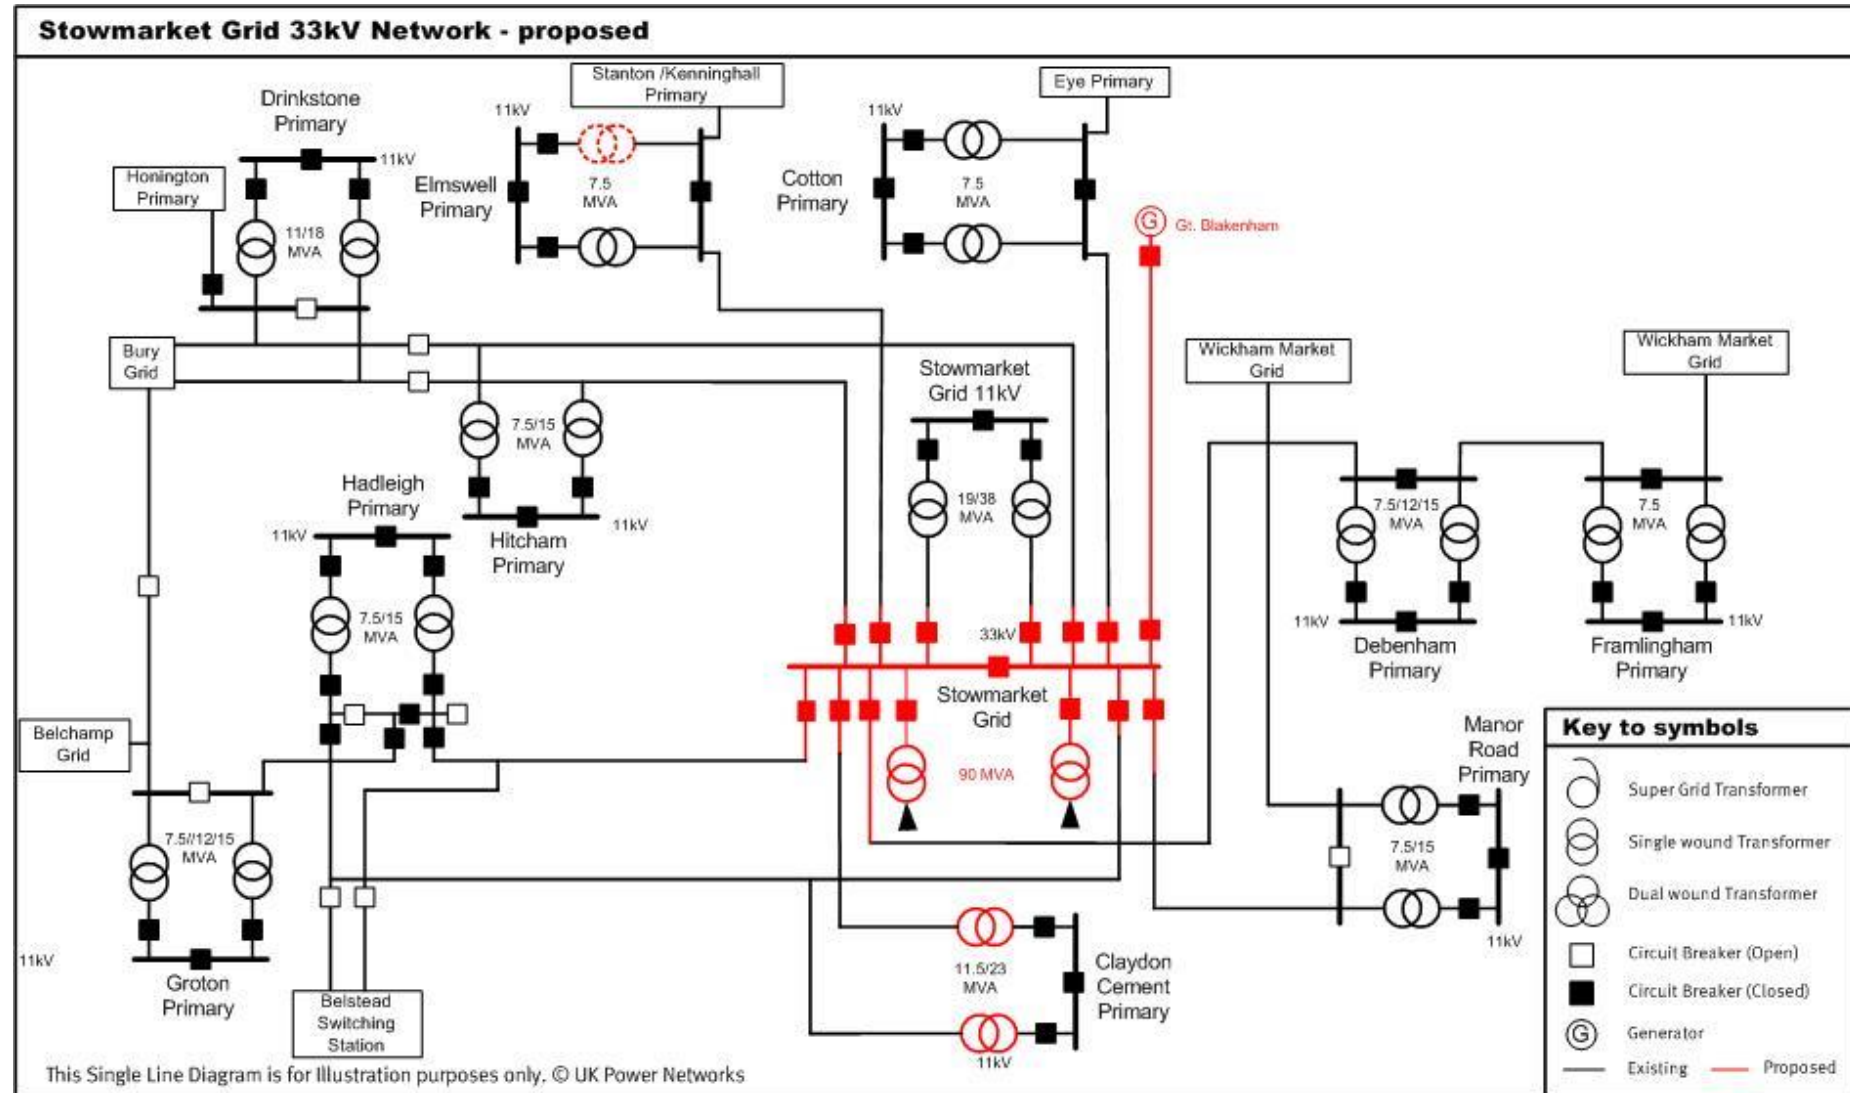 Stowmarket Grid 33kV Network - proposed
Stanton /Kenninghall
Primary
Eye Primary
Drinkstone
Primary
11kV
11kV
11kV
Honington
Primary
Elmswell
Primary
7.5
MVA
Cotton
Primary
7.5
MVA
11/18
MVA
G
Gt. Blakenham
Bury
Grid
Wickham Market
Grid
Wickham Market
Grid
Stowmarket
Grid 11kV
7.5/15
MVA
Hadleigh
Primary
11kV
Hitcham
Primary
11kV
19/38
MVA
7.5/12/15
MVA
7.5
MVA
7.5/15
MVA
33kV
11kV
11kV
Debenham
Primary
Framlingham
Primary
Stowmarket
Grid
Belchamp
Grid
90 MVA
Manor
Road
Primary
7.5//12/15
MVA
7.5/15
MVA
11kV
11kV
Groton
Primary
11.5/23
MVA
Claydon
Cement
Primary
11kV
Belstead
Switching
Station
Key to symbols
Super Grid Transformer
Single wound Transformer
Dual wound Transformer
Circuit Breaker (Open)
Circuit Breaker (Closed)
G
Generator
Existing
Proposed
This Single Line Diagram is for Illustration purposes only. © UK Power Networks